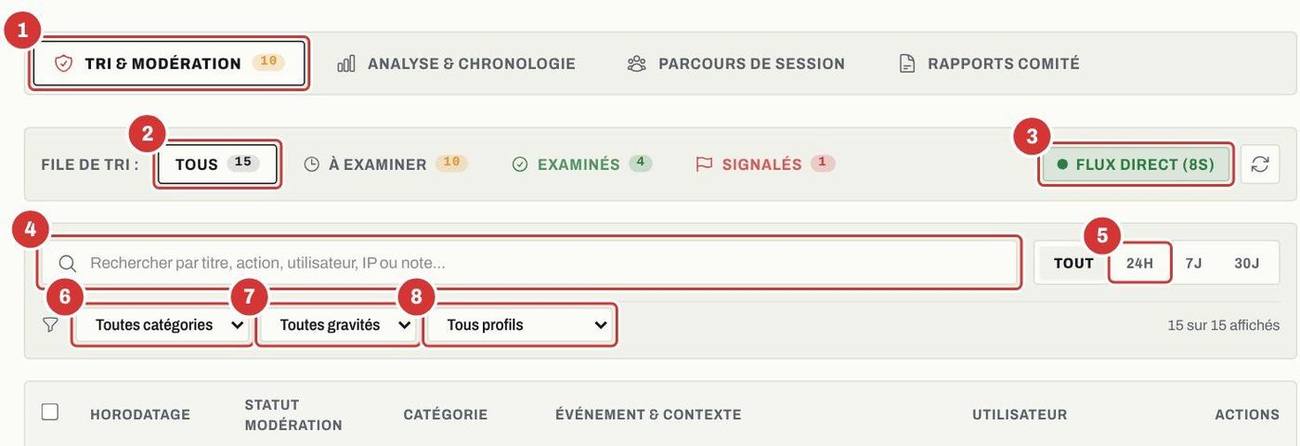 1
TRI & MODÉRATION 10 ANALYSE & CHRONOLOGIE PARCOURS DE SESSION RAPPORTS COMITÉ
2 3
FILE DE TRI : TOUS 15 À EXAMINER 10 EXAMINÉS 4 SIGNALÉS 1 FLUX DIRECT (8S)
4 5
Rechercher par titre, action, utilisateur, IP ou note... TOUT 24H 7J 30J
6 7 8
Toutes catégories Toutes gravités Tous profils 15 sur 15 affichés
HORODATAGE STATUT MODÉRATION CATÉGORIE ÉVÉNEMENT & CONTEXTE UTILISATEUR ACTIONS